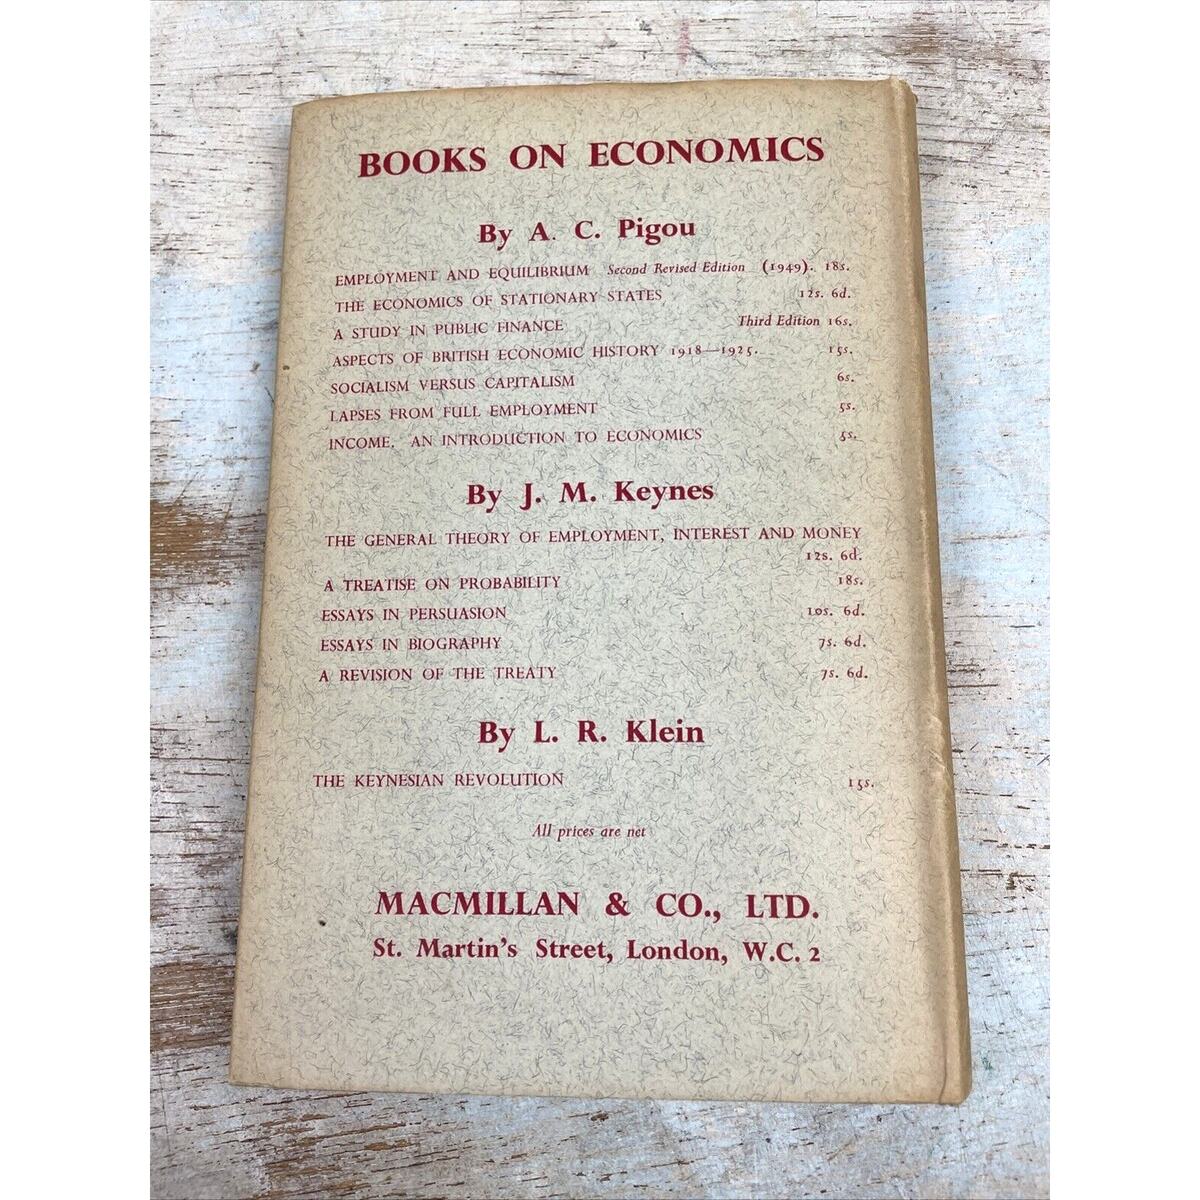 BOOKS ON ECONOMICS
By A. C. Pigou
EMPLOYMENT AND EQUILIBRIUM Second Revised Edition (1949). 18s.
THE ECONOMICS OF STATIONARY STATES 12s. 6d.
A STUDY IN PUBLIC FINANCE Third Edition 16s.
ASPECTS OF BRITISH ECONOMIC HISTORY 1918—1925. 15s.
SOCIALISM VERSUS CAPITALISM 6s.
LAPSES FROM FULL EMPLOYMENT 5s.
INCOME. AN INTRODUCTION TO ECONOMICS 5s.
By J. M. Keynes
THE GENERAL THEORY OF EMPLOYMENT, INTEREST AND MONEY
12s. 6d.
A TREATISE ON PROBABILITY 18s.
ESSAYS IN PERSUASION 10s. 6d.
ESSAYS IN BIOGRAPHY 7s. 6d.
A REVISION OF THE TREATY 7s. 6d.
By L. R. Klein
THE KEYNESIAN REVOLUTION 15s.
All prices are net
MACMILLAN & CO., LTD.
St. Martin's Street, London, W.C. 2